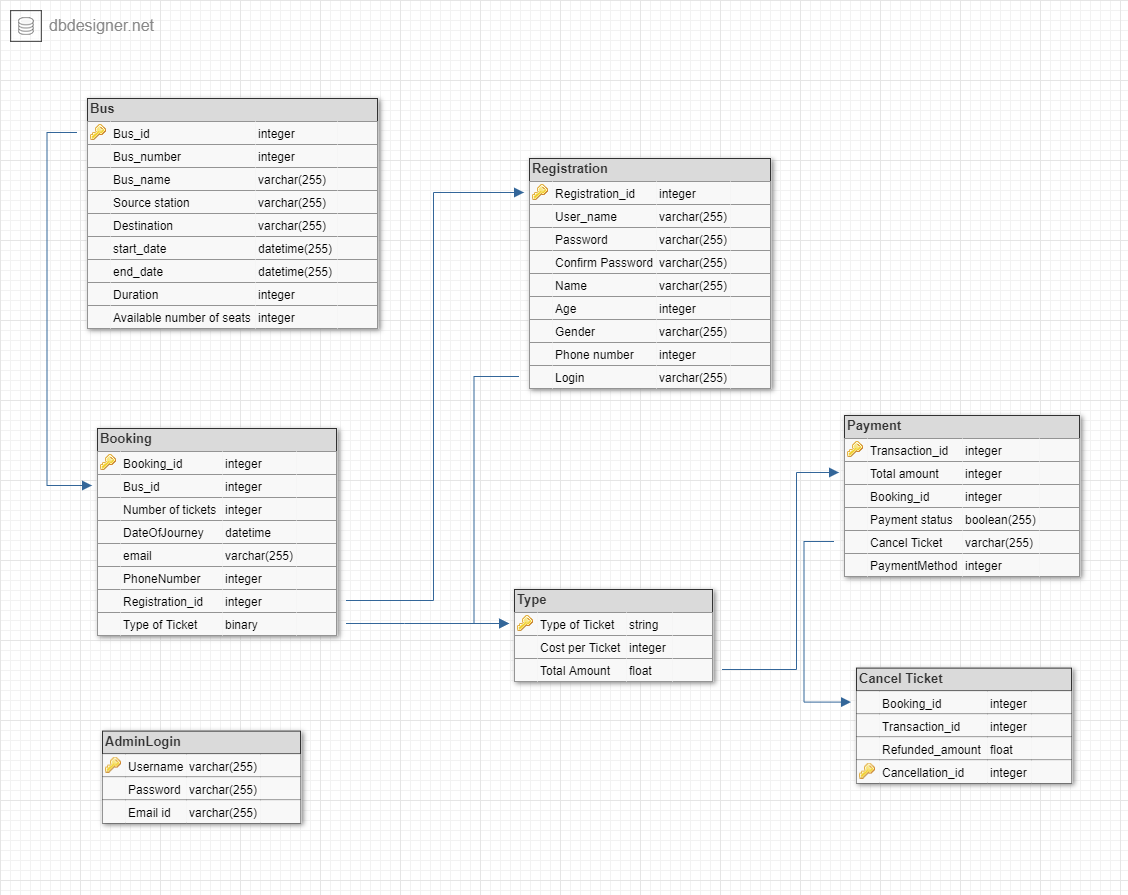 dbdesigner.net
Bus
Bus_id integer
Bus_number integer
Bus_name varchar(255)
Source station varchar(255)
Destination varchar(255)
start_date datetime(255)
end_date datetime(255)
Duration integer
Available number of seats integer
Registration
Registration_id integer
User_name varchar(255)
Password varchar(255)
Confirm Password varchar(255)
Name varchar(255)
Age integer
Gender varchar(255)
Phone number integer
Login varchar(255)
Booking
Booking_id integer
Bus_id integer
Number of tickets integer
DateOfJourney datetime
email varchar(255)
PhoneNumber integer
Registration_id integer
Type of Ticket binary
Payment
Transaction_id integer
Total amount integer
Booking_id integer
Payment status boolean(255)
Cancel Ticket varchar(255)
PaymentMethod integer
Type
Type of Ticket string
Cost per Ticket integer
Total Amount float
Cancel Ticket
Booking_id integer
Transaction_id integer
Refunded_amount float
Cancellation_id integer
AdminLogin
Username varchar(255)
Password varchar(255)
Email id varchar(255)